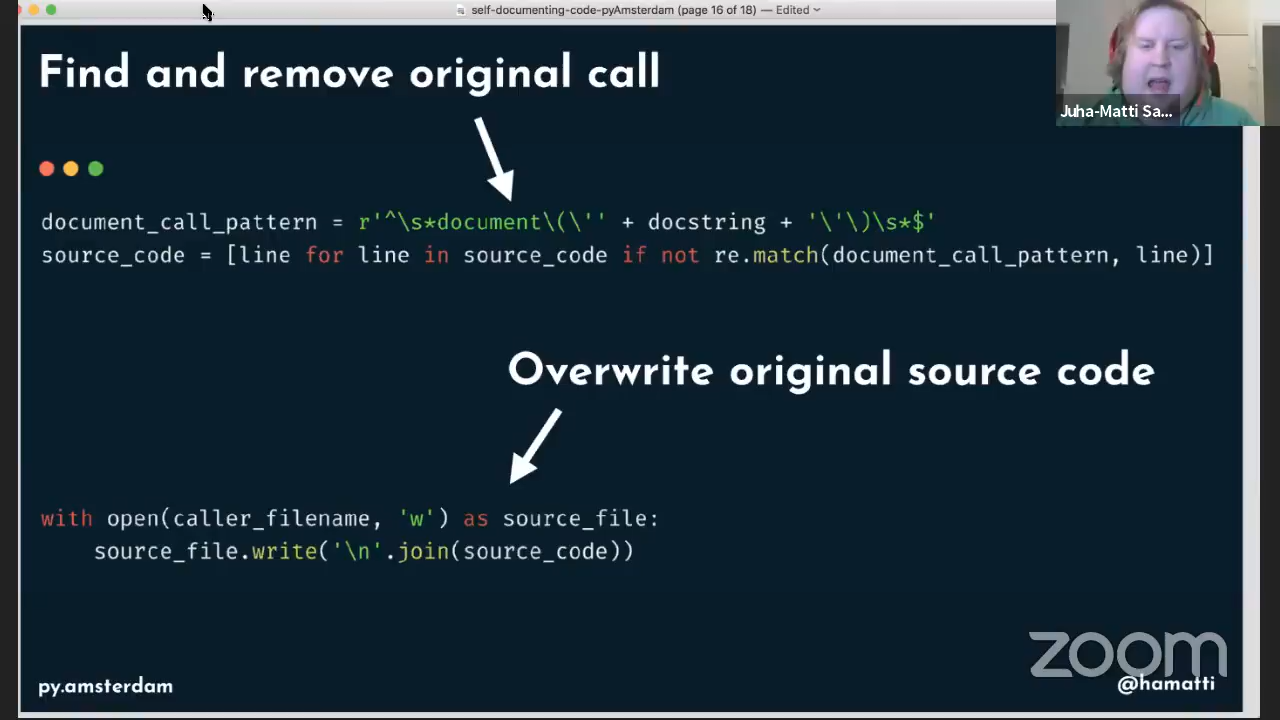 self-documenting-code-pyAmsterdam (page 16 of 18) — Edited
Find and remove original call
Juha-Matti Sa...
document_call_pattern = r'^\s*document\(\'' + docstring + '\'\)\s*$'
source_code = [line for line in source_code if not re.match(document_call_pattern, line)]
Overwrite original source code
with open(caller_filename, 'w') as source_file:
    source_file.write('\n'.join(source_code))
zoom
py.amsterdam
@hamatti